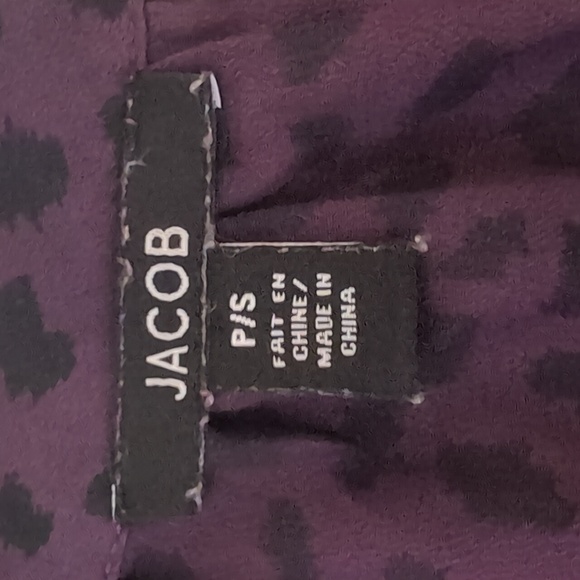 JACOB
P/S
FAIT EN
CHINE/
MADE IN
CHINA